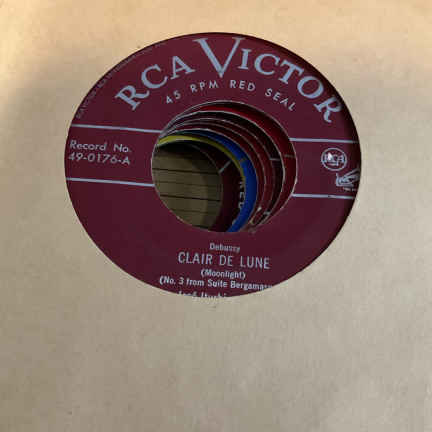 RCA VICTOR
45 RPM RED SEAL
Record No.
49-0176-A
RCA
Debussy
CLAIR DE LUNE
(Moonlight)
(No. 3 from Suite